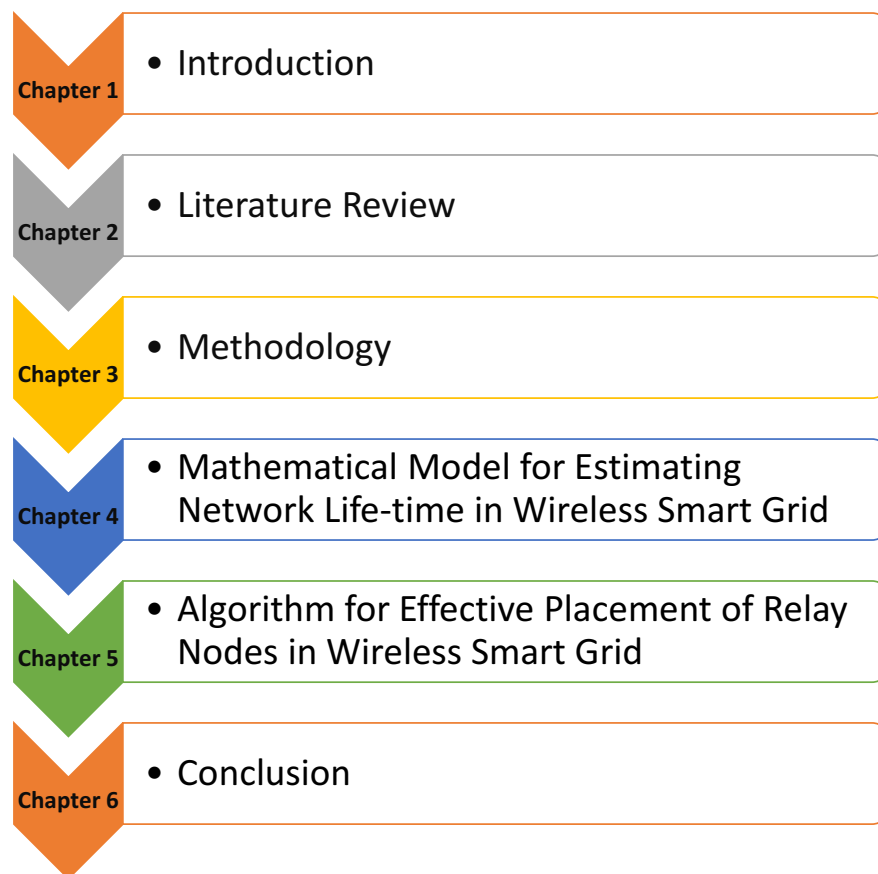 Chapter 1
• Introduction
Chapter 2
• Literature Review
Chapter 3
• Methodology
Chapter 4
• Mathematical Model for Estimating
Network Life-time in Wireless Smart Grid
Chapter 5
• Algorithm for Effective Placement of Relay
Nodes in Wireless Smart Grid
Chapter 6
• Conclusion